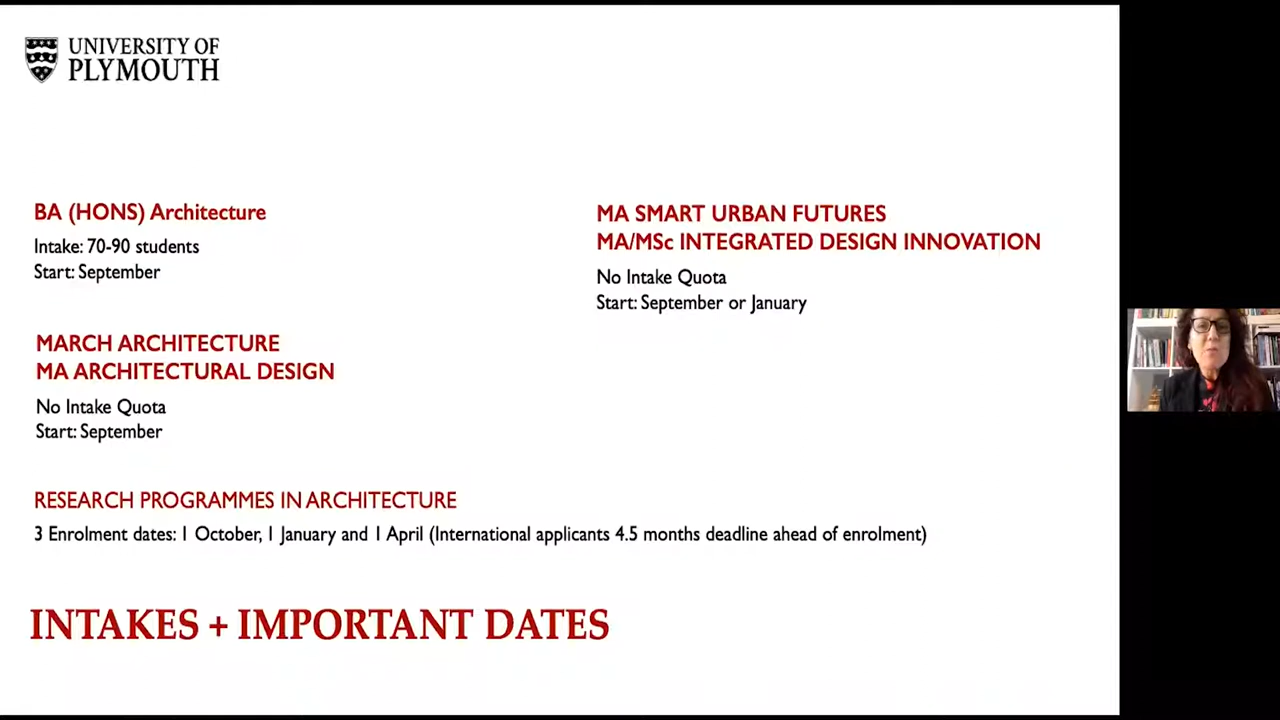 UNIVERSITY OF
PLYMOUTH
BA (HONS) Architecture
Intake: 70-90 students
Start: September
MARCH ARCHITECTURE
MA ARCHITECTURAL DESIGN
No Intake Quota
Start: September
MA SMART URBAN FUTURES
MA/MSc INTEGRATED DESIGN INNOVATION
No Intake Quota
Start: September or January
RESEARCH PROGRAMMES IN ARCHITECTURE
3 Enrolment dates: 1 October, 1 January and 1 April (International applicants 4.5 months deadline ahead of enrolment)
INTAKES + IMPORTANT DATES